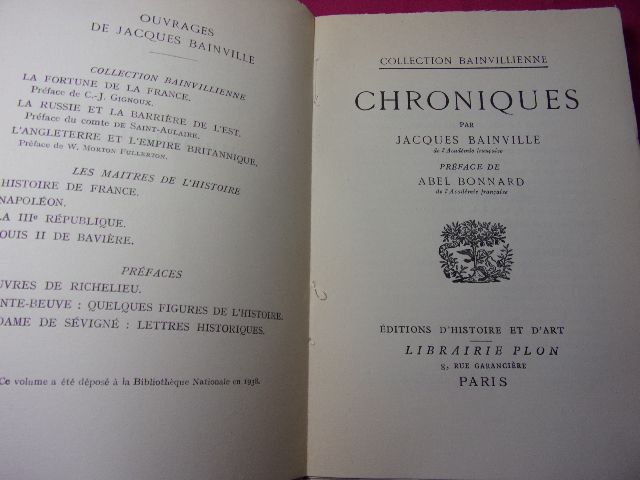 OUVRAGES
DE JACQUES BAINVILLE
COLLECTION BAINVILLIENNE
LA FORTUNE DE LA FRANCE.
Préface de C.-J. GIGNOUX.
LA RUSSIE ET LA BARRIÈRE DE L'EST.
Préface du comte DE SAINT-AULAIRE.
L'ANGLETERRE ET L'EMPIRE BRITANNIQUE.
Préface de W. MORTON FULLERTON.
LES MAITRES DE L'HISTOIRE
HISTOIRE DE FRANCE.
NAPOLÉON.
LA IIIe RÉPUBLIQUE.
OUIS II DE BAVIÈRE.
PRÉFACES
UVRES DE RICHELIEU.
NTE-BEUVE : QUELQUES FIGURES DE L'HISTOIRE.
DAME DE SÉVIGNÉ : LETTRES HISTORIQUES.
Ce volume a été déposé à la Bibliothèque Nationale en 1938.
COLLECTION BAINVILLIENNE
CHRONIQUES
PAR
JACQUES BAINVILLE
de l'Académie française
PRÉFACE DE
ABEL BONNARD
de l'Académie française
ÉDITIONS D'HISTOIRE ET D'ART
LIBRAIRIE PLON
8, RUE GARANCIÈRE
PARIS